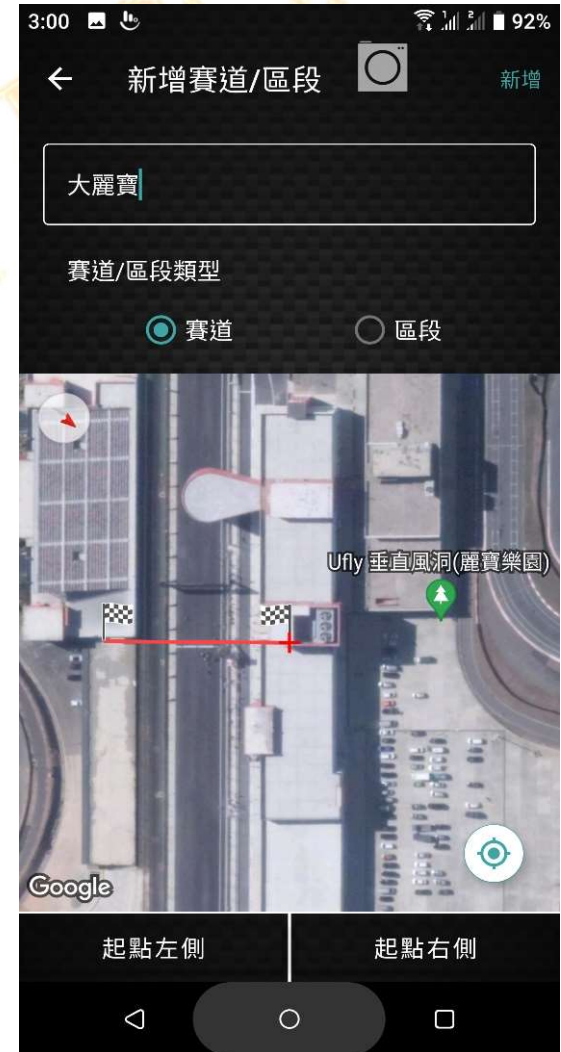 3:00 92%
新增賽道/區段 新增
大麗寶
賽道/區段類型
賽道 區段
Ufly 垂直風洞(麗寶樂園)
Google
起點左側 起點右側